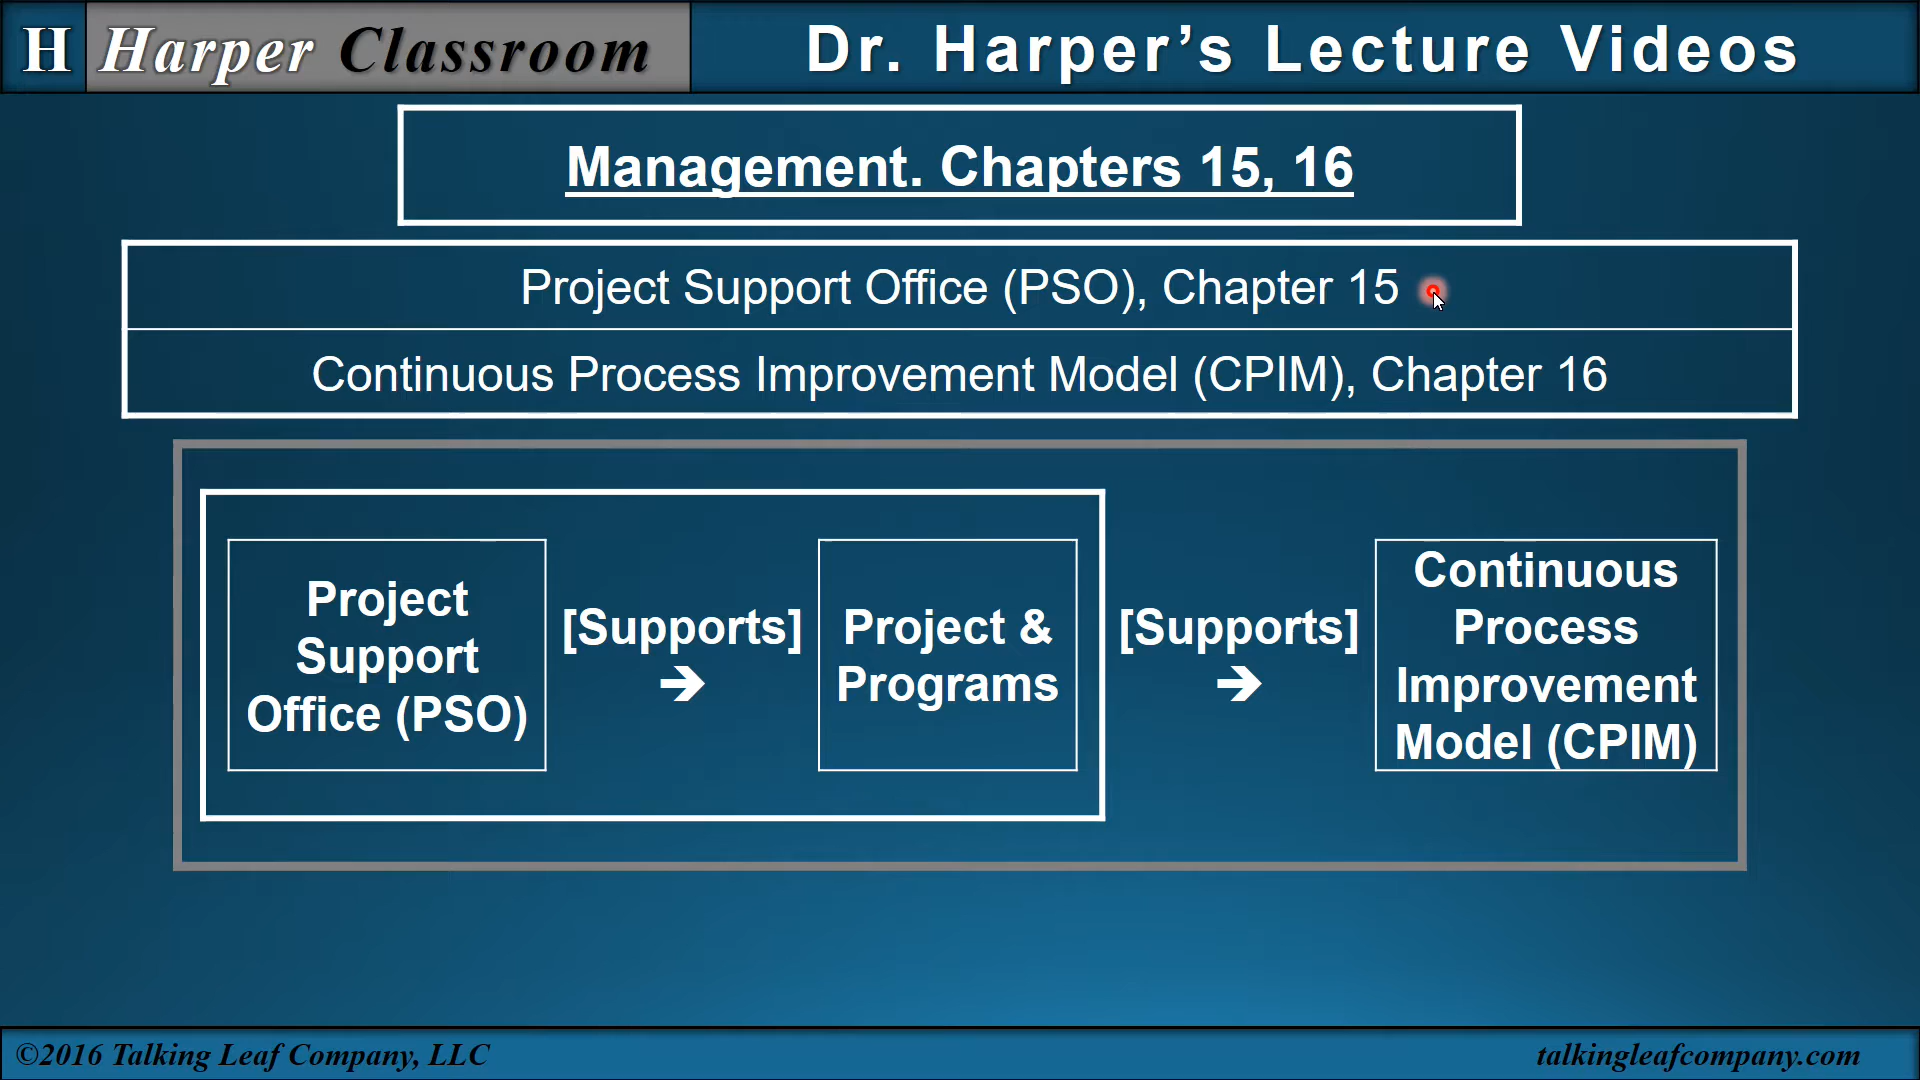 H Harper Classroom
Dr. Harper’s Lecture Videos
Management. Chapters 15, 16
Project Support Office (PSO), Chapter 15
Continuous Process Improvement Model (CPIM), Chapter 16
Project
Support
Office (PSO)
[Supports]
➔
Project &
Programs
[Supports]
➔
Continuous
Process
Improvement
Model (CPIM)
©2016 Talking Leaf Company, LLC
talkingleafcompany.com